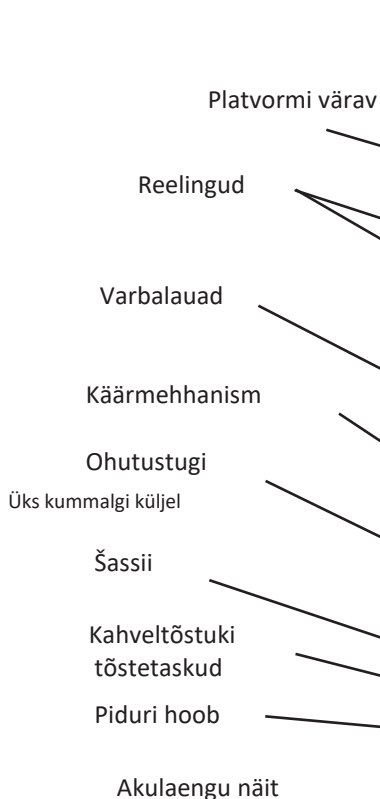 Platvormi värav
Reelingud
Varbalauad
Käärmehhanism
Ohutustugi
Üks kummalgi küljel
Šassii
Kahveltõstuki
tõstetaskud
Piduri hoob
Akulaengu näit